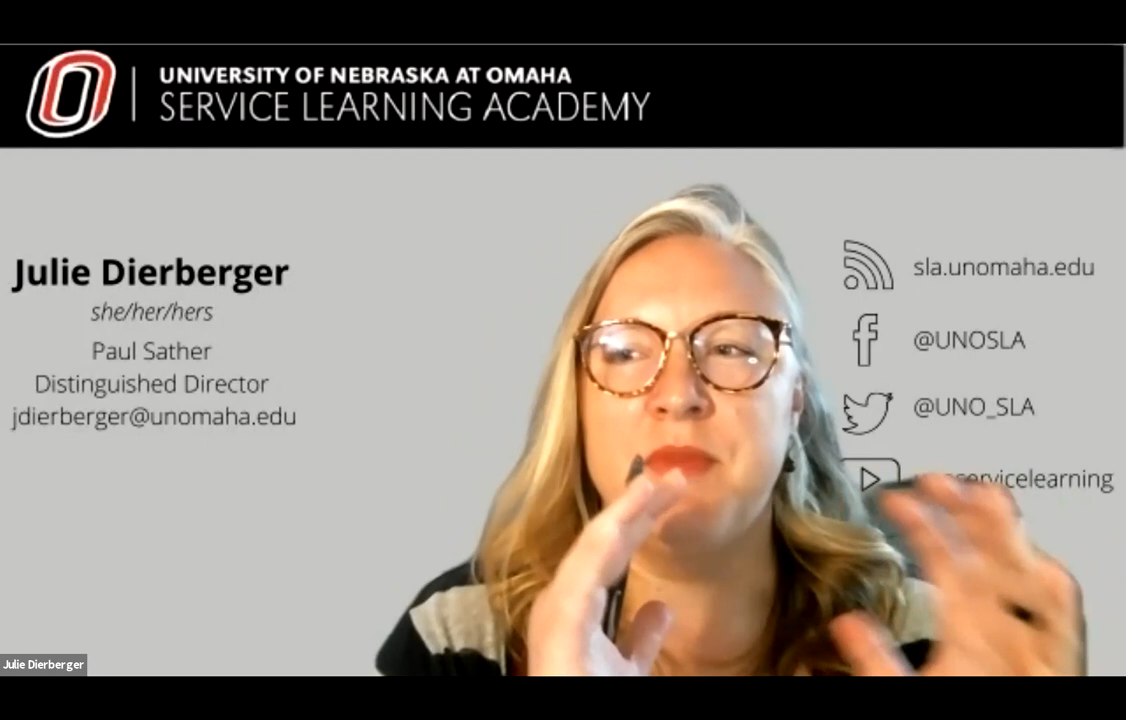 UNIVERSITY OF NEBRASKA AT OMAHA
SERVICE LEARNING ACADEMY
Julie Dierberger
she/her/hers
Paul Sather
Distinguished Director
jdierberger@unomaha.edu
sla.unomaha.edu
@UNOSLA
@UNO_SLA
Julie Dierberger